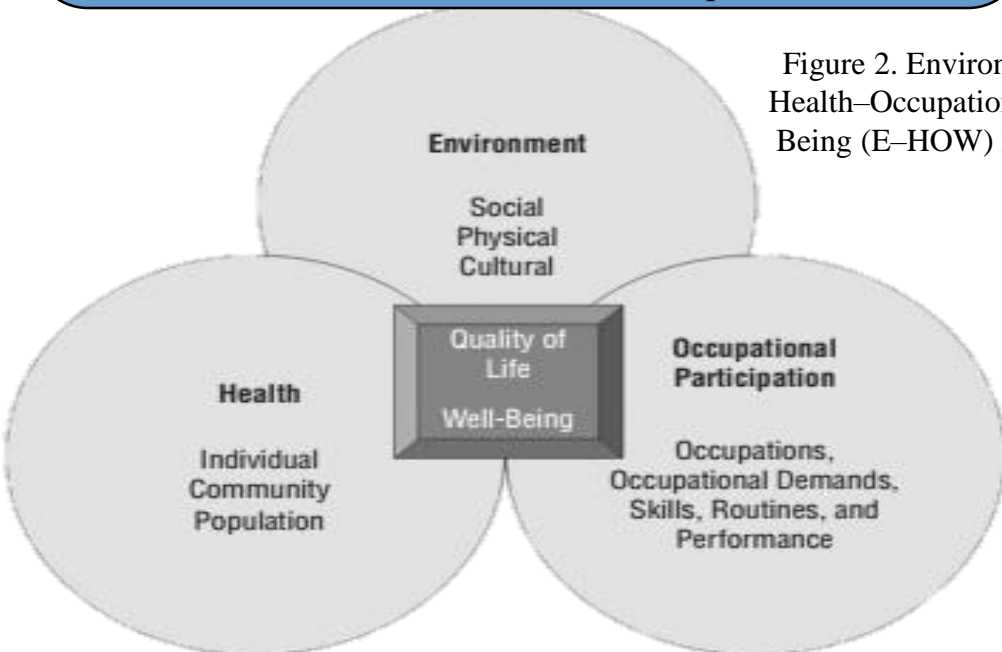 Figure 2. Environ
Health–Occupation
Being (E–HOW)
Environment
Social
Physical
Cultural
Quality of
Life
Well-Being
Health
Individual
Community
Population
Occupational
Participation
Occupations,
Occupational Demands,
Skills, Routines, and
Performance